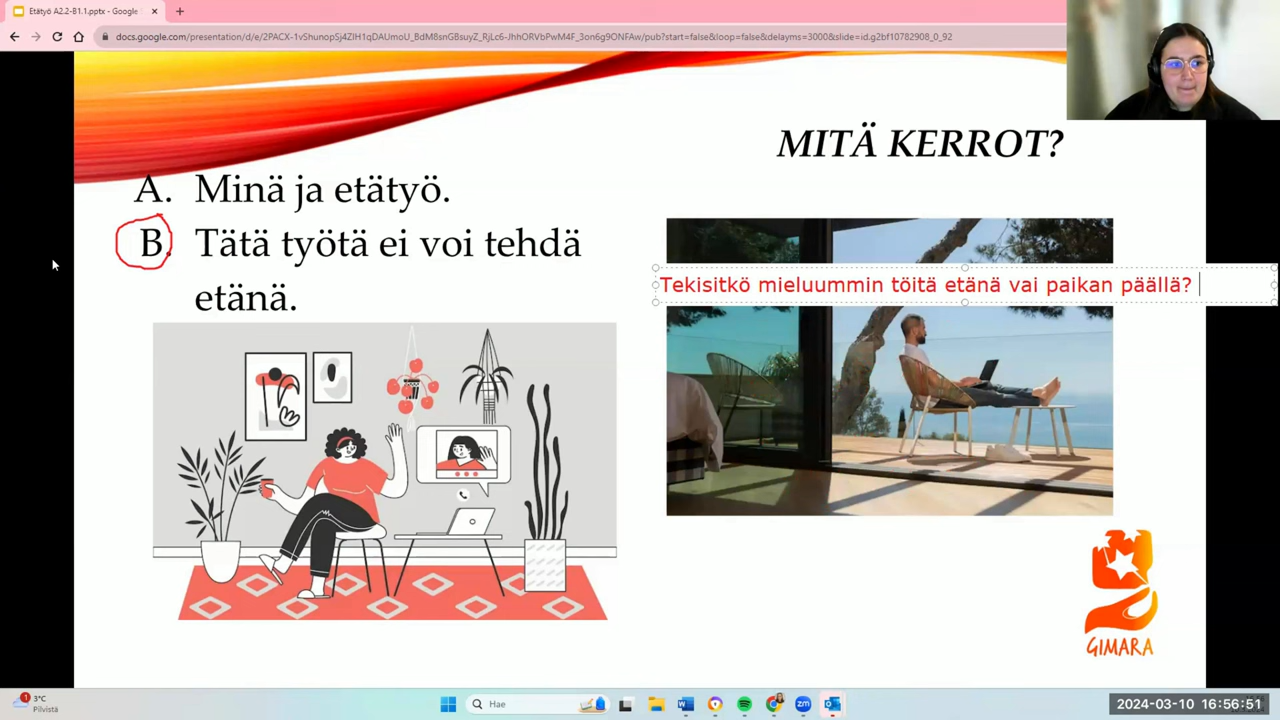 Etätyö A2.2-B1.1.pptx - Google
docs.google.com/presentation/d/e/2PACX-1vShunopSj4ZIH1qDAUmoU_BdM8snGBsuyZ_RjLc6-JhhORVbPwM4F_3on6g9ONFAw/pub?start=false&loop=false&delayms=3000&slide=id.g2bf10782908_0_92
MITÄ KERROT?
A. Minä ja etätyö.
B. Tätä työtä ei voi tehdä
etänä.
Tekisitkö mieluummin töitä etänä vai paikan päällä?
GIMARA
1
3°C
Pilvistä
Hae
2024-03-10 16:56:51